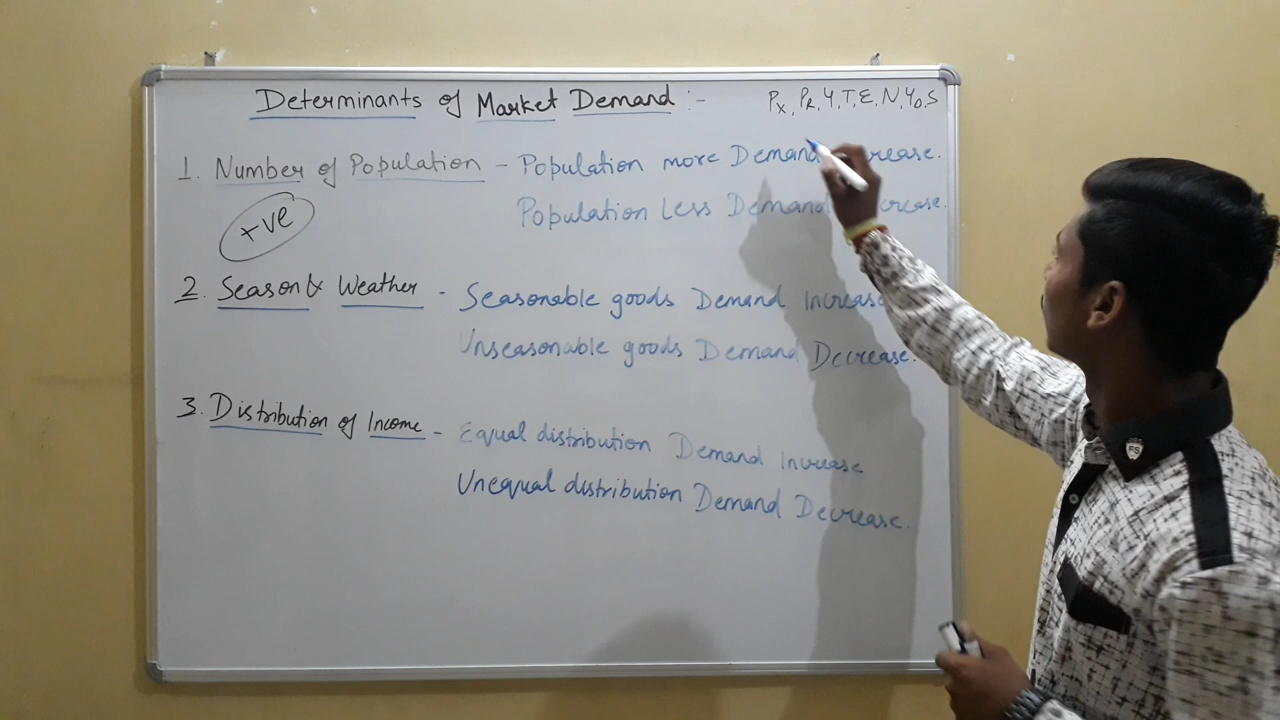 Determinants of Market Demand :-
Px, PR, Y, T, E, N, YD, S
1. Number of Population - Population more Demand
+ve
Population Less Demand
2. Season & Weather - Seasonable goods Demand Increase
Unseasonable goods Demand Decrease.
3. Distribution of Income - Equal distribution Demand Increase
Unequal distribution Demand Decrease.
FS